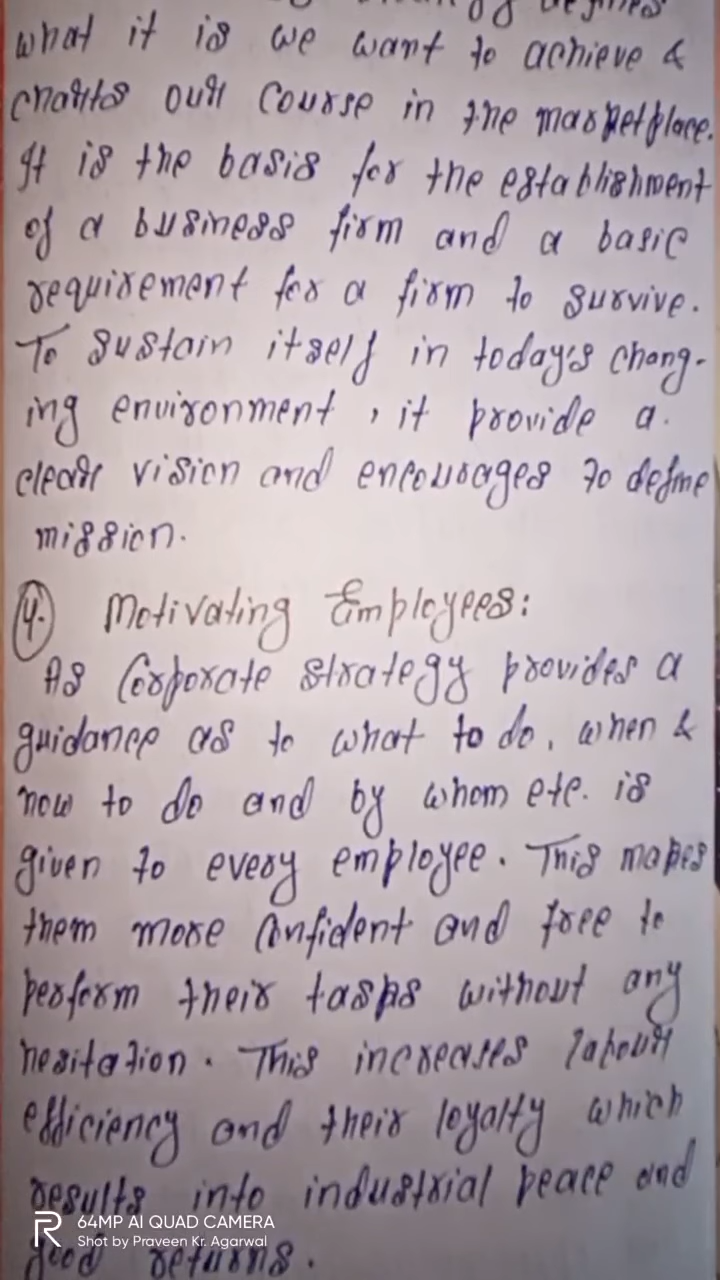 defines
what it is we want to achieve &
charts our course in the marketplace.
It is the basis for the establishment
of a business firm and a basic
requirement for a firm to survive.
To sustain itself in today's chang-
ing environment, it provide a
clear vision and encourages to define
mission.
4. Motivating Employees:
As Corporate strategy provides a
guidance as to what to do, when &
how to do and by whom etc. is
given to every employee. This makes
them more confident and free to
perform their tasks without any
hesitation. This increases labour
efficiency and their loyalty which
results into industrial peace and
good returns.
R 64MP AI QUAD CAMERA
Shot by Praveen Kr. Agarwal